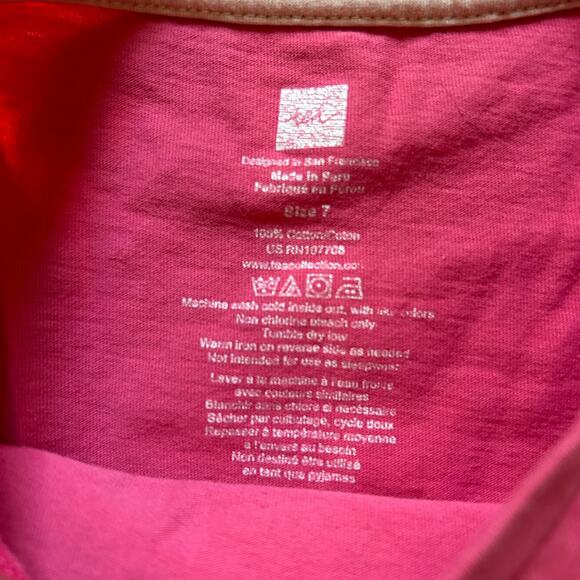 tea
Designed in San Francisco
Made in Peru
Fabriqué en Pérou
Size 7
100% Cotton/Coton
US RN107708
www.teacollection.com
Machine wash cold inside out, with like colors
Non chlorine bleach only
Tumble dry low
Warm iron on reverse side as needed
Not intended for use as sleepwear
Laver à la machine à l'eau froide
avec couleurs similaires
Blanchir sans chlore si nécessaire
Sécher par culbutage, cycle doux
Repasser à température moyenne
à l'envers au besoin
Non destiné être utilisé
en tant que pyjamas